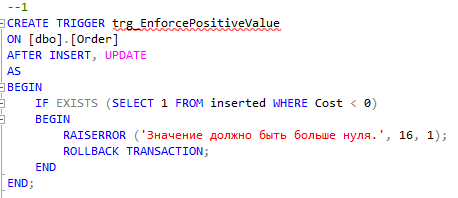 --1
CREATE TRIGGER trg_EnforcePositiveValue
ON [dbo].[Order]
AFTER INSERT, UPDATE
AS
BEGIN
    IF EXISTS (SELECT 1 FROM inserted WHERE Cost < 0)
    BEGIN
        RAISERROR ('Значение должно быть больше нуля.', 16, 1);
        ROLLBACK TRANSACTION;
    END
END;